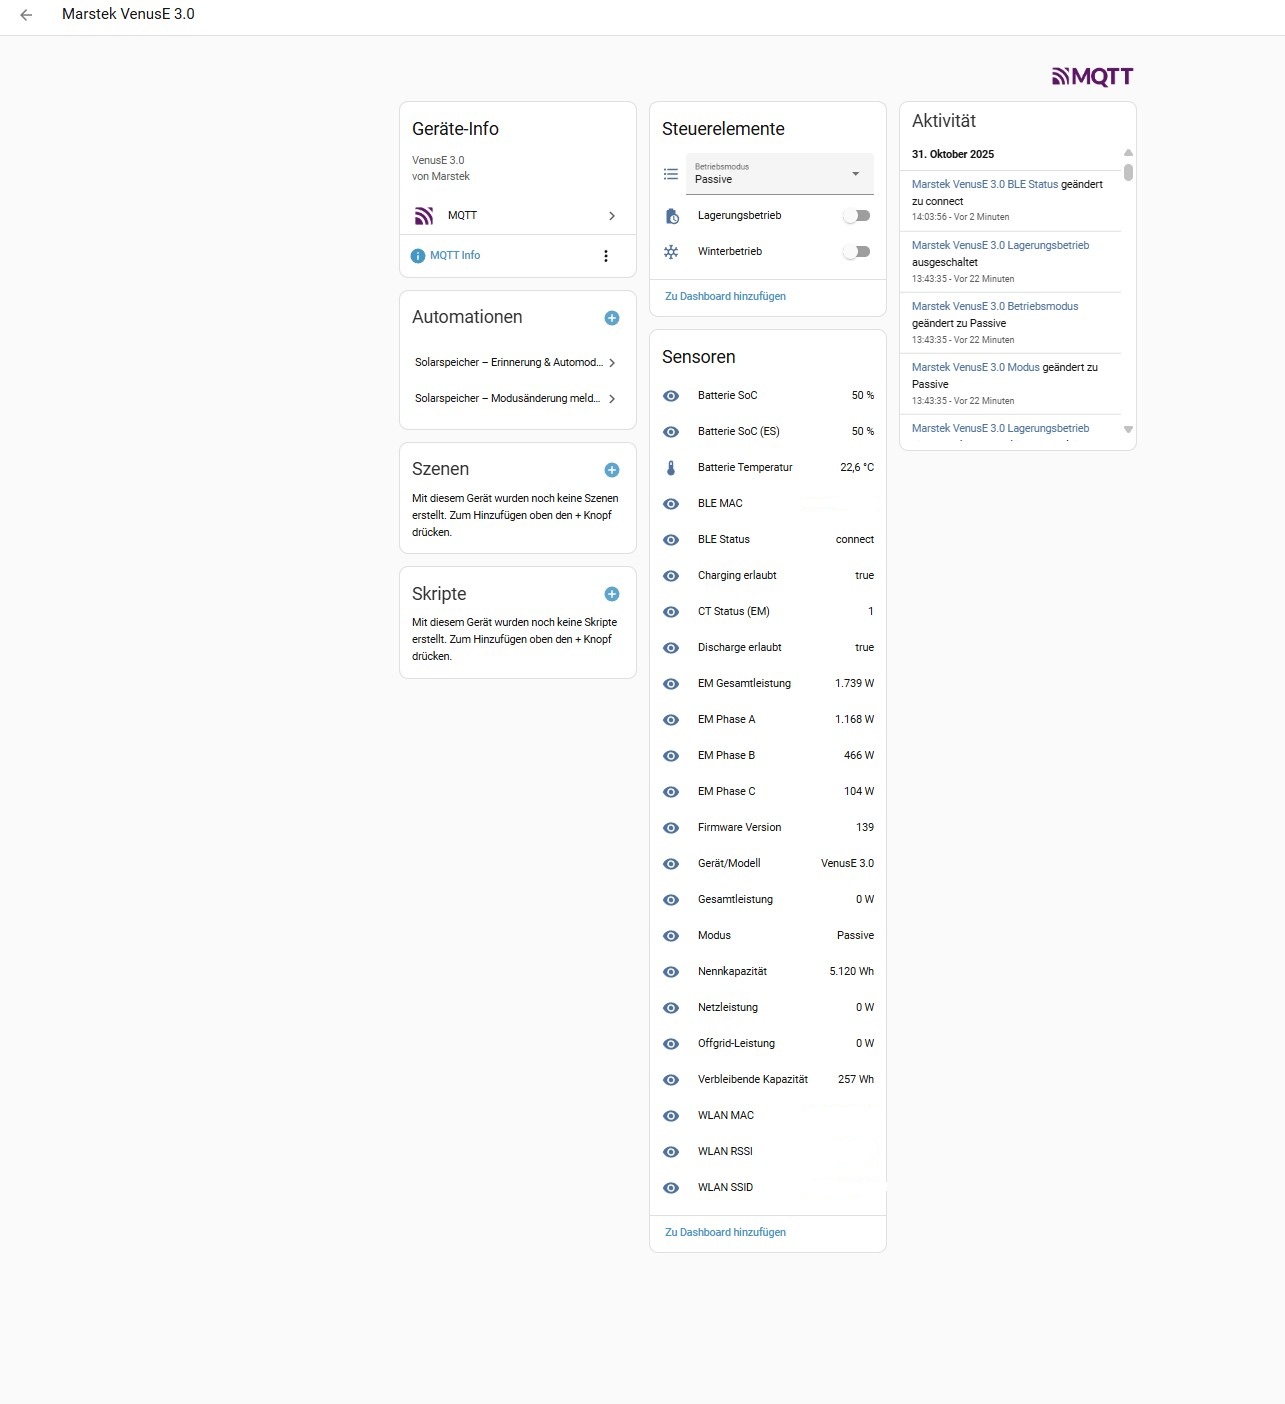 Marstek VenusE 3.0
MQTT
Geräte-Info
VenusE 3.0
von Marstek
MQTT
MQTT Info
Automationen
Solarspeicher – Erinnerung & Automod...
Solarspeicher – Modusänderung meld...
Szenen
Mit diesem Gerät wurden noch keine Szenen
erstellt. Zum Hinzufügen oben den + Knopf
drücken.
Skripte
Mit diesem Gerät wurden noch keine Skripte
erstellt. Zum Hinzufügen oben den + Knopf
drücken.
Steuerelemente
Betriebsmodus
Passive
Lagerungsbetrieb
Winterbetrieb
Zu Dashboard hinzufügen
Sensoren
Batterie SoC 50 %
Batterie SoC (ES) 50 %
Batterie Temperatur 22,6 °C
BLE MAC
BLE Status connect
Charging erlaubt true
CT Status (EM) 1
Discharge erlaubt true
EM Gesamtleistung 1.739 W
EM Phase A 1.168 W
EM Phase B 466 W
EM Phase C 104 W
Firmware Version 139
Gerät/Modell VenusE 3.0
Gesamtleistung 0 W
Modus Passive
Nennkapazität 5.120 Wh
Netzleistung 0 W
Offgrid-Leistung 0 W
Verbleibende Kapazität 257 Wh
WLAN MAC
WLAN RSSI
WLAN SSID
Zu Dashboard hinzufügen
Aktivität
31. Oktober 2025
Marstek VenusE 3.0 BLE Status geändert
zu connect
14:03:56 - Vor 2 Minuten
Marstek VenusE 3.0 Lagerungsbetrieb
ausgeschaltet
13:43:35 - Vor 22 Minuten
Marstek VenusE 3.0 Betriebsmodus
geändert zu Passive
13:43:35 - Vor 22 Minuten
Marstek VenusE 3.0 Modus geändert zu
Passive
13:43:35 - Vor 22 Minuten
Marstek VenusE 3.0 Lagerungsbetrieb